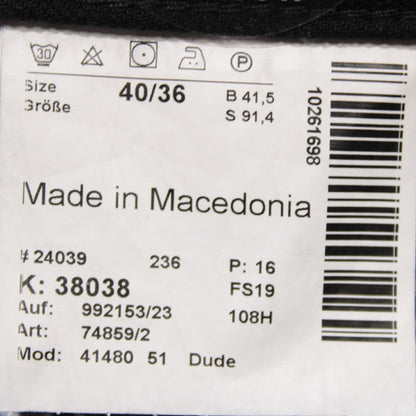 30 P
Size 40/36 B 41,5
Größe S 91,4
10261698
Made in Macedonia
# 24039 236 P: 16
K: 38038 FS19
Auf: 992153/23 108H
Art: 74859/2
Mod: 41480 51 Dude